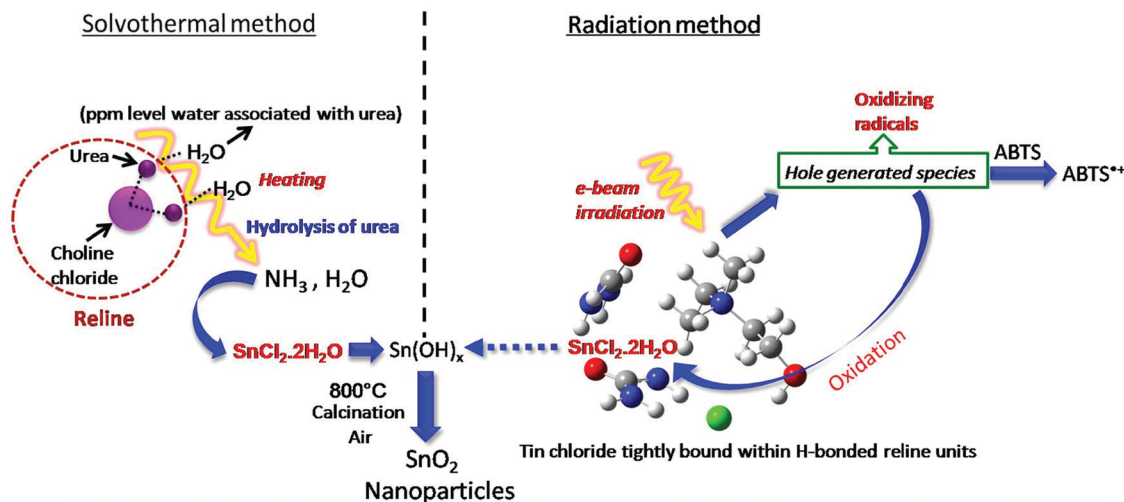 Solvothermal method
(ppm level water associated with urea)
Urea
H₂O
H₂O
Heating
Hydrolysis of urea
Choline
chloride
NH₃ , H₂O
Reline
SnCl₂.2H₂O
Sn(OH)ₓ
800°C
Calcination
Air
SnO₂
Nanoparticles
Radiation method
Oxidizing
radicals
Hole generated species
ABTS
ABTS•+
e-beam
irradiation
SnCl₂.2H₂O
Oxidation
Tin chloride tightly bound within H-bonded reline units